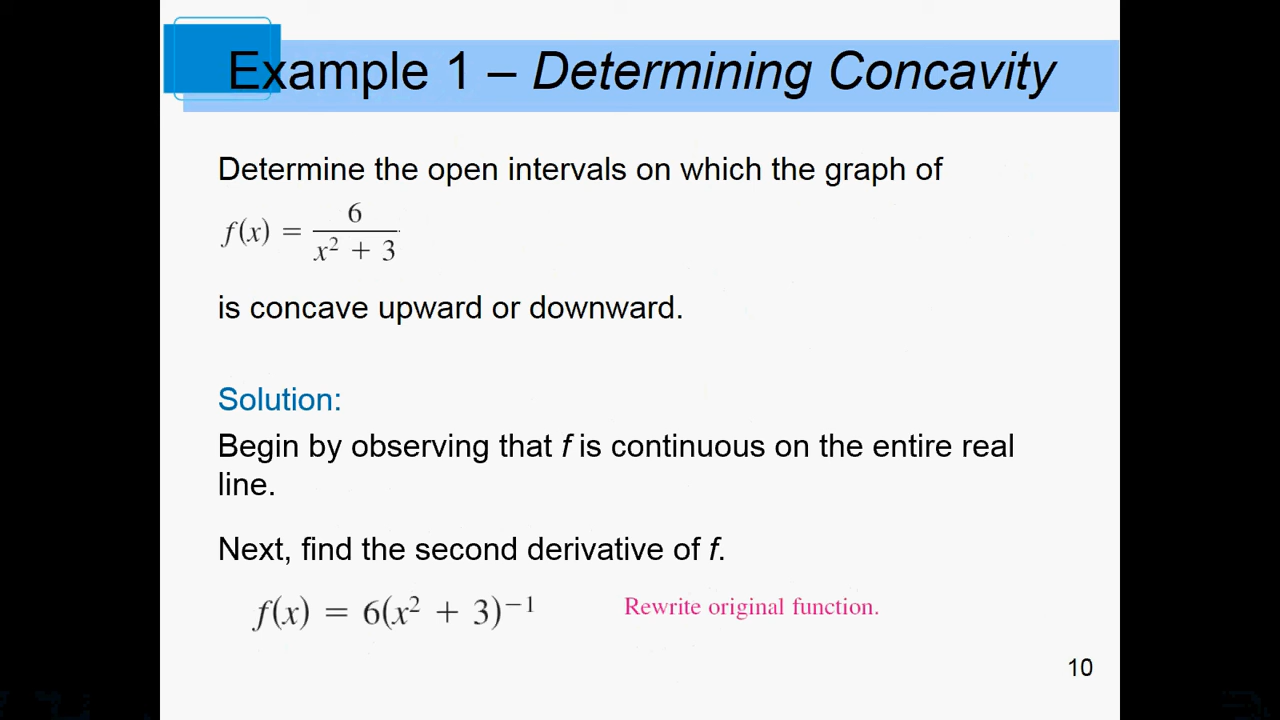 Example 1 – Determining Concavity
Determine the open intervals on which the graph of
f(x) = 6 / (x² + 3)
is concave upward or downward.
Solution:
Begin by observing that f is continuous on the entire real
line.
Next, find the second derivative of f.
f(x) = 6(x² + 3)⁻¹ Rewrite original function.
10